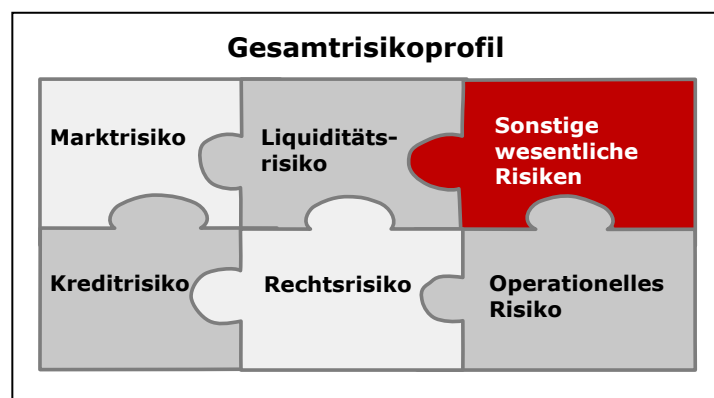 Gesamtrisikoprofil
Marktrisiko
Liquiditäts-
risiko
Sonstige
wesentliche
Risiken
Kreditrisiko
Rechtsrisiko
Operationelles
Risiko